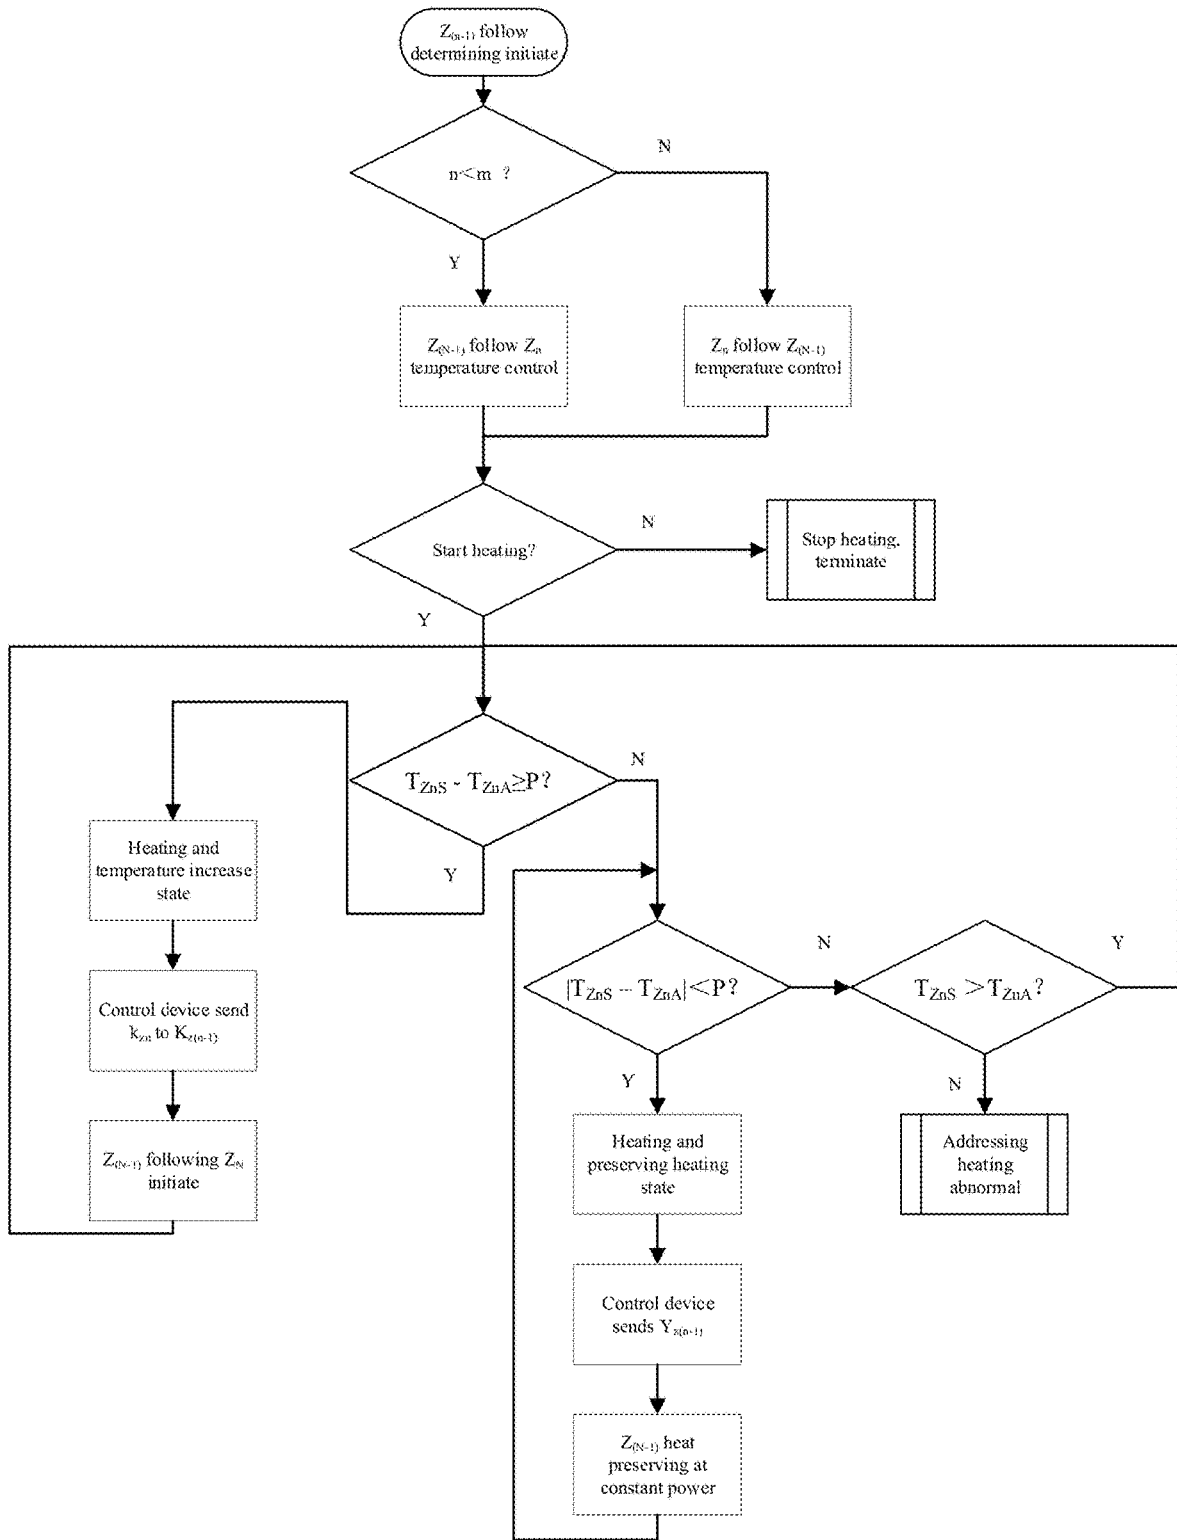 Z(n-1) follow
determining initiate
n<m ?
N
Y
Z(N-1) follow Zn
temperature control
Zn follow Z(N-1)
temperature control
Start heating?
N
Stop heating,
terminate
Y
TZnS - TZnA≥P?
N
Y
Heating and
temperature increase
state
Control device send
kzn to Kz(n-1)
Z(N-1) following ZN
initiate
|TZnS - TZnA|<P?
N
TZnS > TZnA?
Y
Y
N
Heating and
preserving heating
state
Addressing
heating
abnormal
Control device
sends Yz(n-1)
Z(N-1) heat
preserving at
constant power